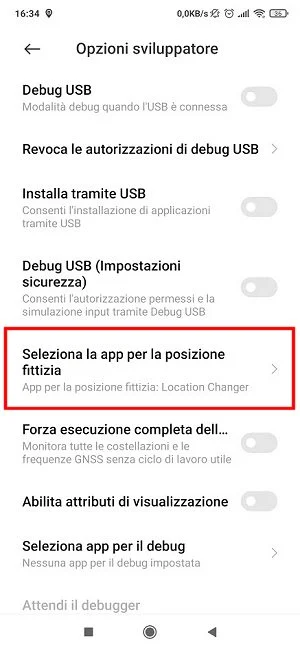 16:34
0,0KB/s
36
Opzioni sviluppatore
Debug USB
Modalità debug quando l'USB è connessa
Revoca le autorizzazioni di debug USB
Installa tramite USB
Consenti l'installazione di applicazioni
tramite USB
Debug USB (Impostazioni
sicurezza)
Consenti l'autorizzazione permessi e la
simulazione input tramite Debug USB
Seleziona la app per la posizione
fittizia
App per la posizione fittizia: Location Changer
Forza esecuzione completa dell...
Monitora tutte le costellazioni e le
frequenze GNSS senza ciclo di lavoro utile
Abilita attributi di visualizzazione
Seleziona app per il debug
Nessuna app per il debug impostata
Attendi il debugger